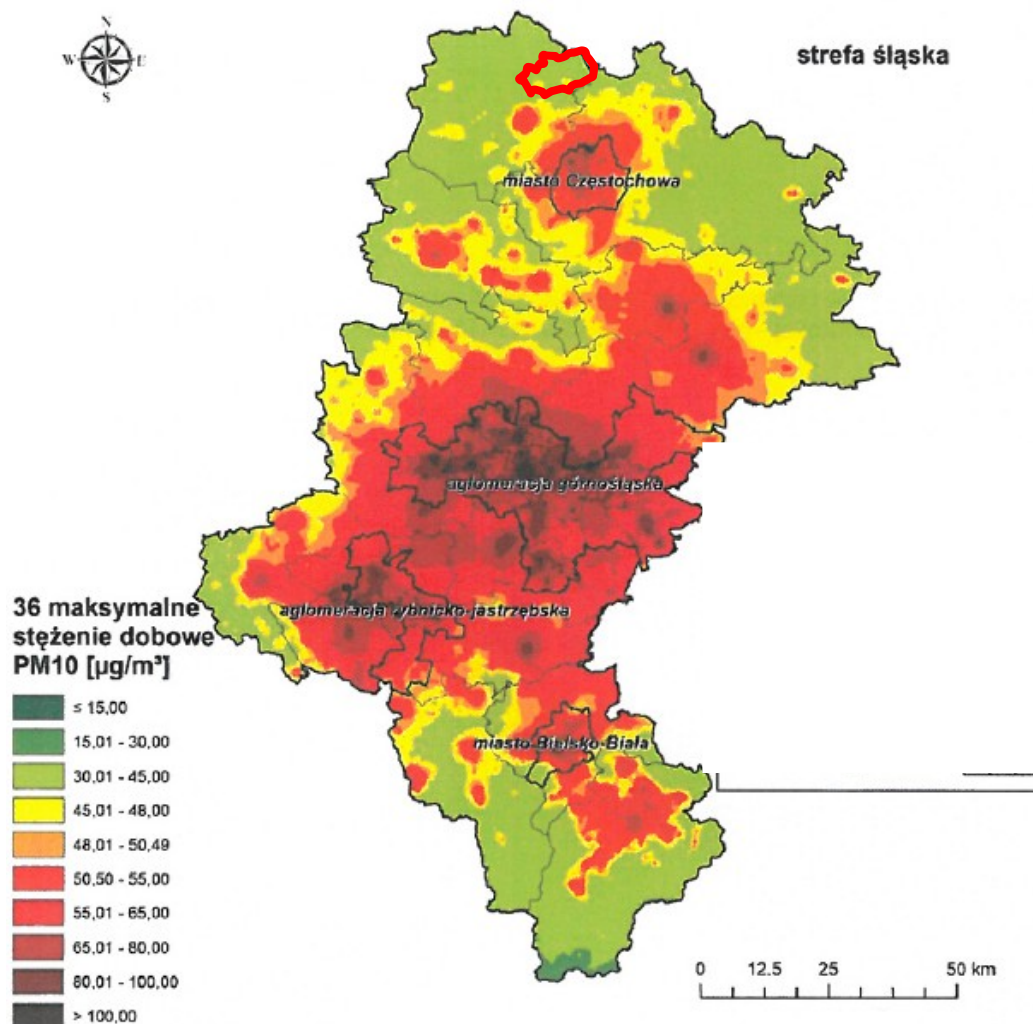 N
W E
S
strefa śląska
miasto Częstochowa
aglomeracja górnośląska
aglomeracja rybnicko-jastrzębska
miasto Bielsko-Biała
36 maksymalne
stężenie dobowe
PM10 [µg/m³]
≤ 15,00
15,01 - 30,00
30,01 - 45,00
45,01 - 48,00
48,01 - 50,49
50,50 - 55,00
55,01 - 65,00
65,01 - 80,00
80,01 - 100,00
> 100,00
0 12.5 25 50 km